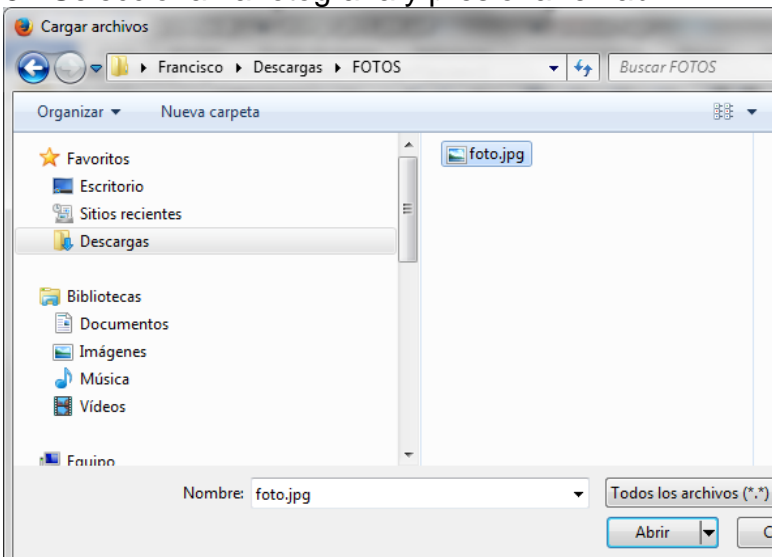 Cargar archivos
Francisco Descargas FOTOS
Buscar FOTOS
Organizar Nueva carpeta
foto.jpg
Favoritos
Escritorio
Sitios recientes
Descargas
Bibliotecas
Documentos
Imágenes
Música
Vídeos
Equipo
Nombre: foto.jpg
Todos los archivos (*.*)
Abrir